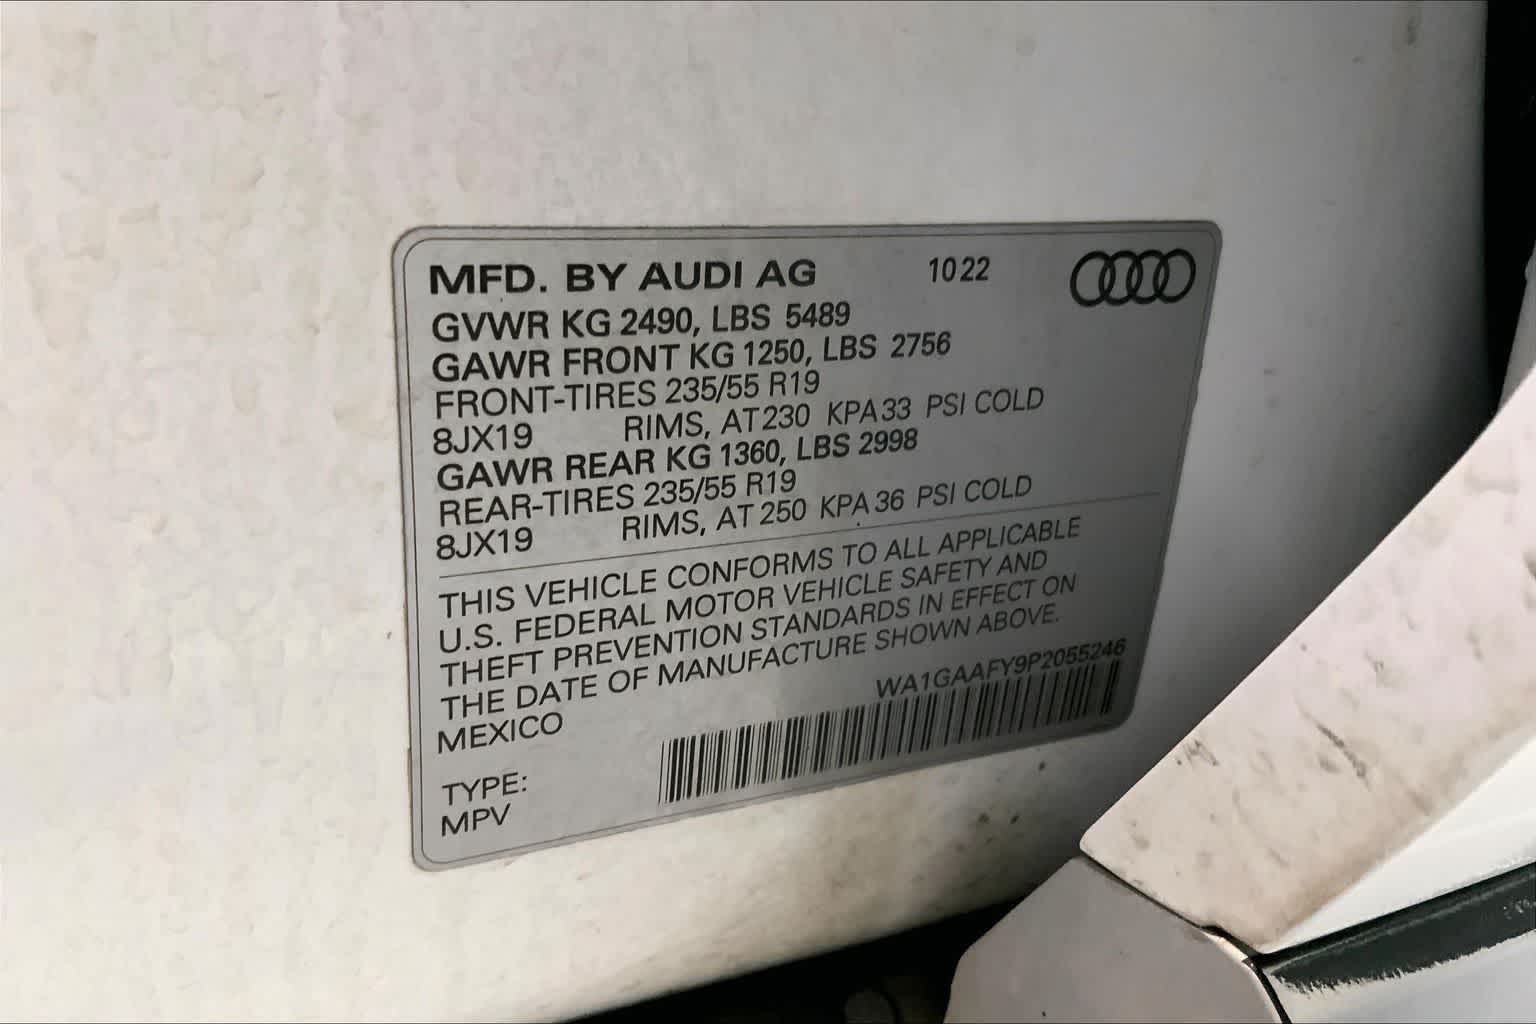 MFD. BY AUDI AG 1022
GVWR KG 2490, LBS 5489
GAWR FRONT KG 1250, LBS 2756
FRONT-TIRES 235/55 R19
8JX19 RIMS, AT 230 KPA 33 PSI COLD
GAWR REAR KG 1360, LBS 2998
REAR-TIRES 235/55 R19
8JX19 RIMS, AT 250 KPA 36 PSI COLD
THIS VEHICLE CONFORMS TO ALL APPLICABLE
U.S. FEDERAL MOTOR VEHICLE SAFETY AND
THEFT PREVENTION STANDARDS IN EFFECT ON
THE DATE OF MANUFACTURE SHOWN ABOVE.
MEXICO WA1GAAFY9P2055246
TYPE:
MPV